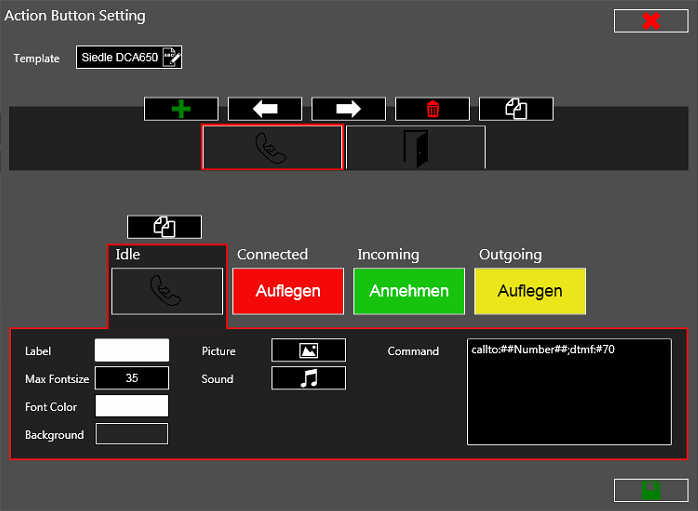 Action Button Setting
Template Siedle DCA650
Idle Connected Incoming Outgoing
Auflegen Annehmen Auflegen
Label Picture Command callto:##Number##;dtmf:#70
Max Fontsize 35 Sound
Font Color
Background